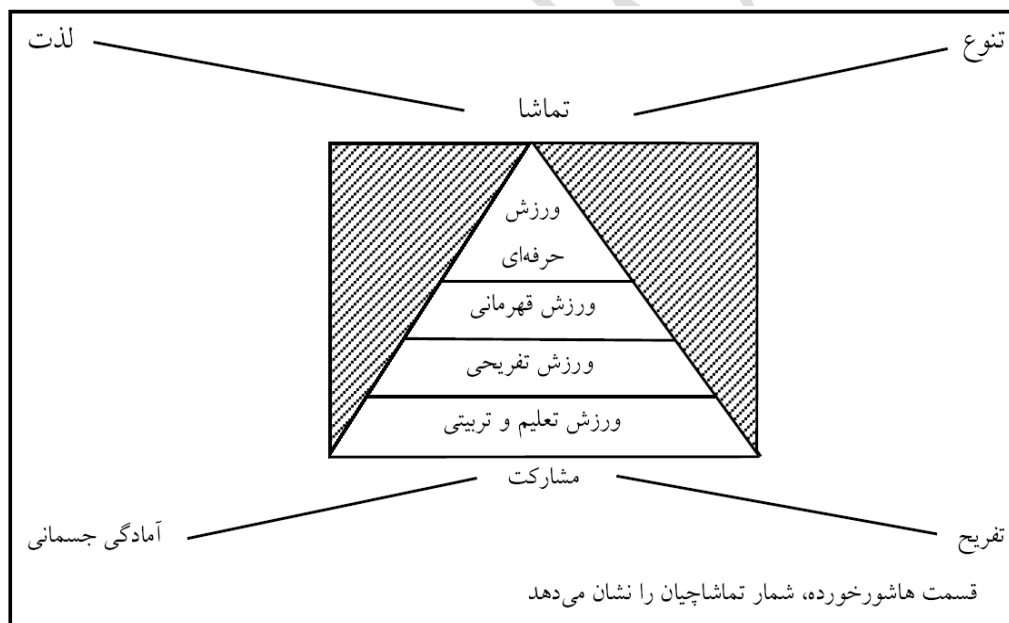 تنوع
لذت
تماشا
ورزش
حرفه‌ای
ورزش قهرمانی
ورزش تفریحی
ورزش تعلیم و تربیتی
مشارکت
تفریح
آمادگی جسمانی
قسمت هاشورخورده، شمار تماشاچیان را نشان می‌دهد